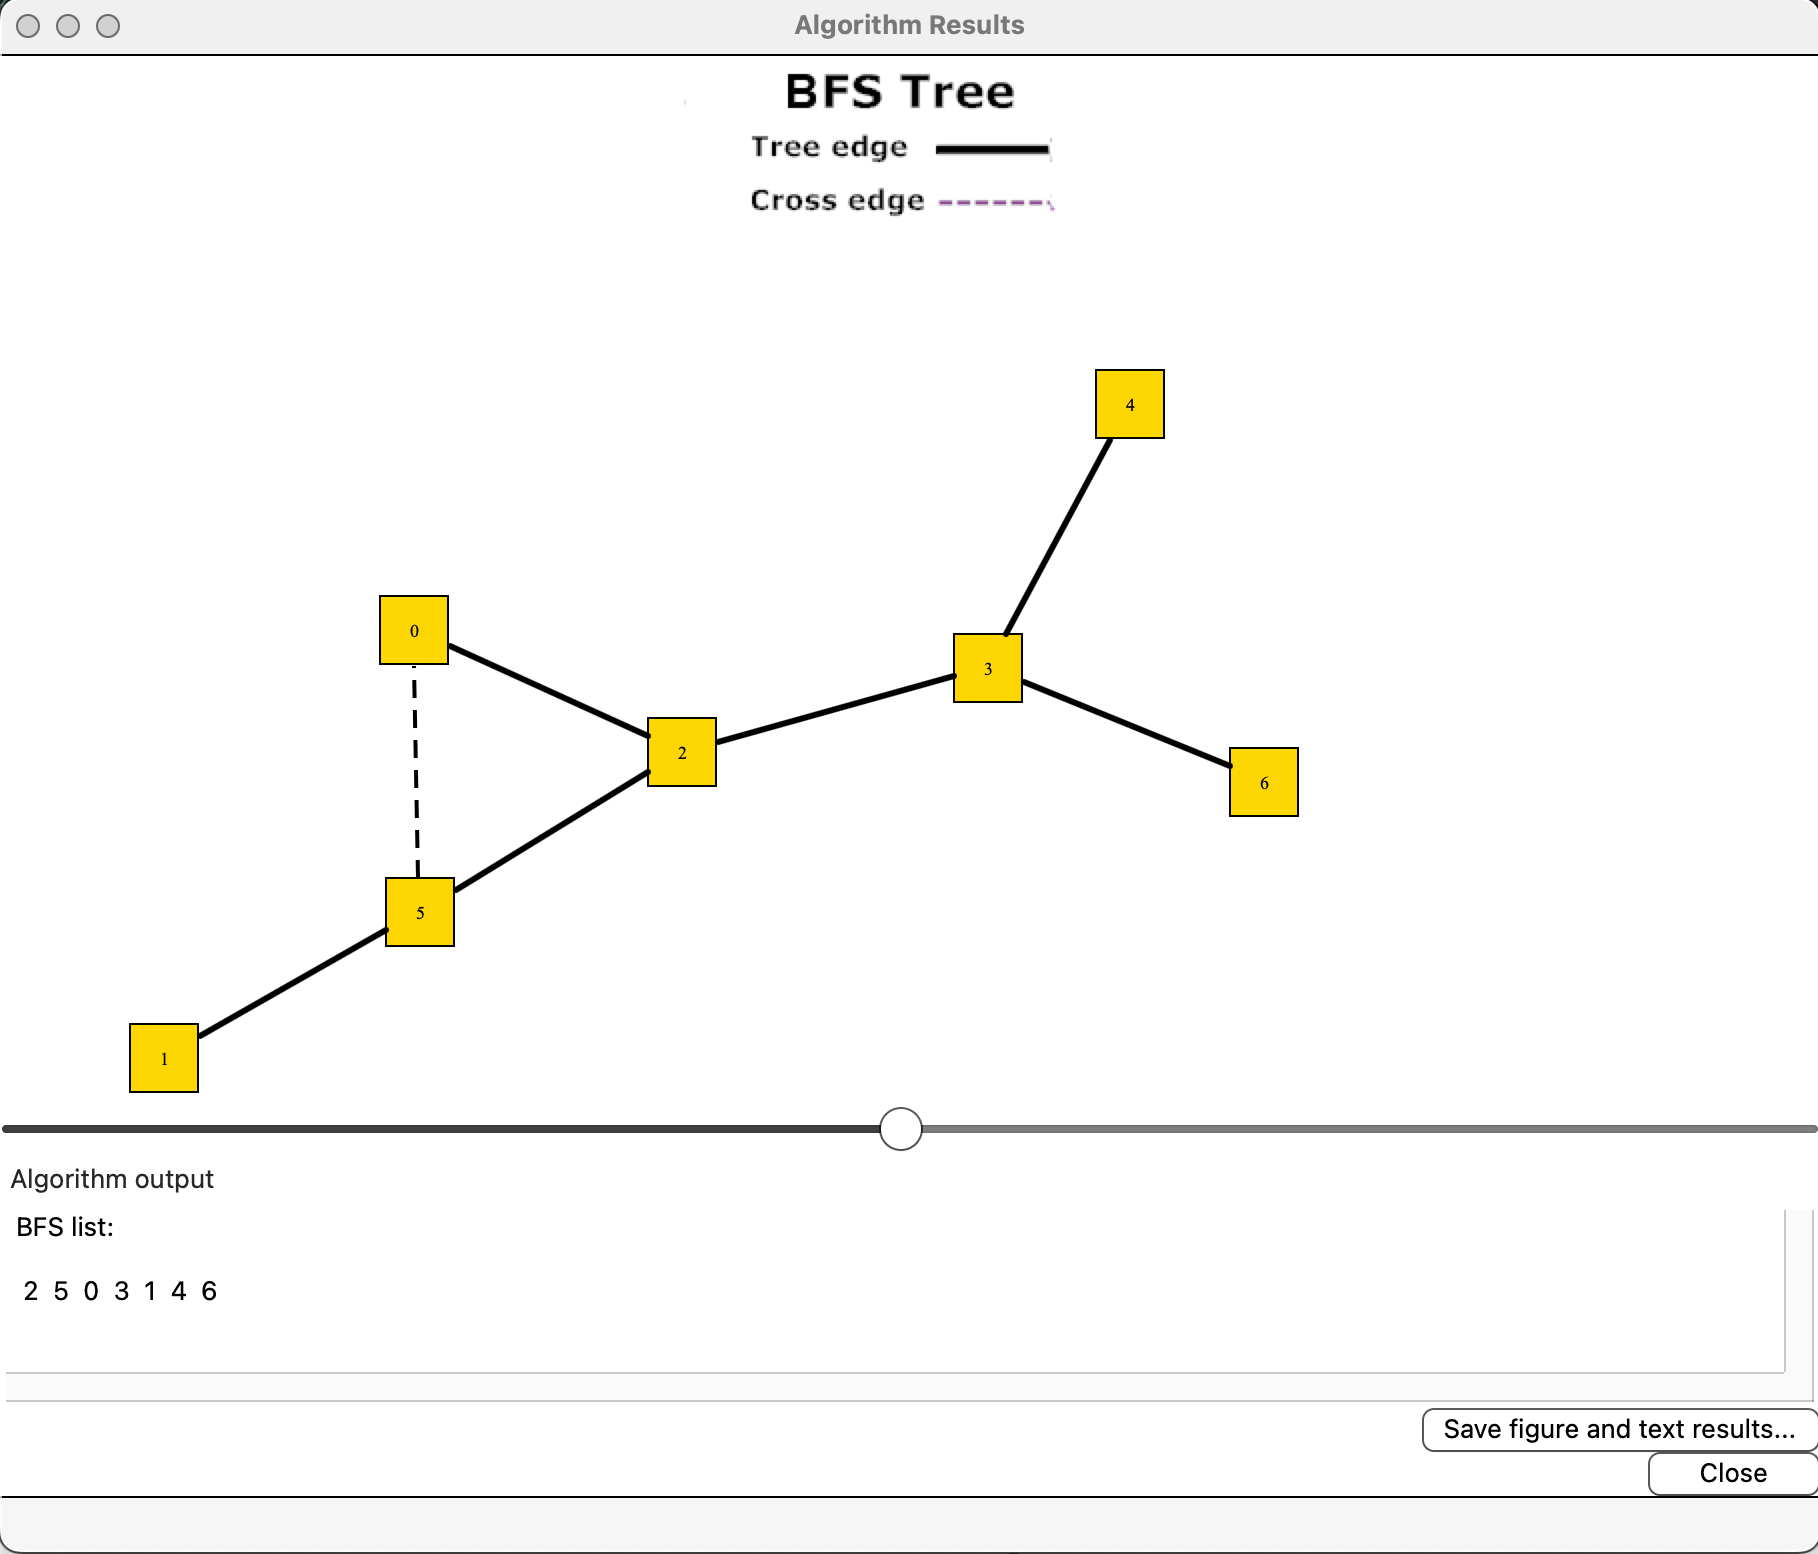 Algorithm Results
BFS Tree
Tree edge
Cross edge
4
0
3
2
6
5
1
Algorithm output
BFS list:
2 5 0 3 1 4 6
Save figure and text results...
Close